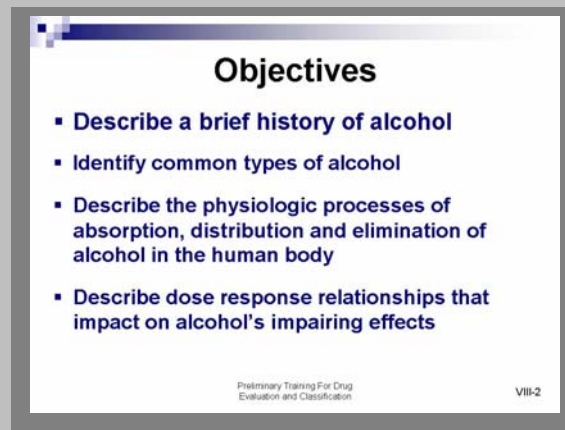 Objectives
▪ Describe a brief history of alcohol
▪ Identify common types of alcohol
▪ Describe the physiologic processes of
absorption, distribution and elimination of
alcohol in the human body
▪ Describe dose response relationships that
impact on alcohol's impairing effects
Preliminary Training For Drug
Evaluation and Classification
VIII-2